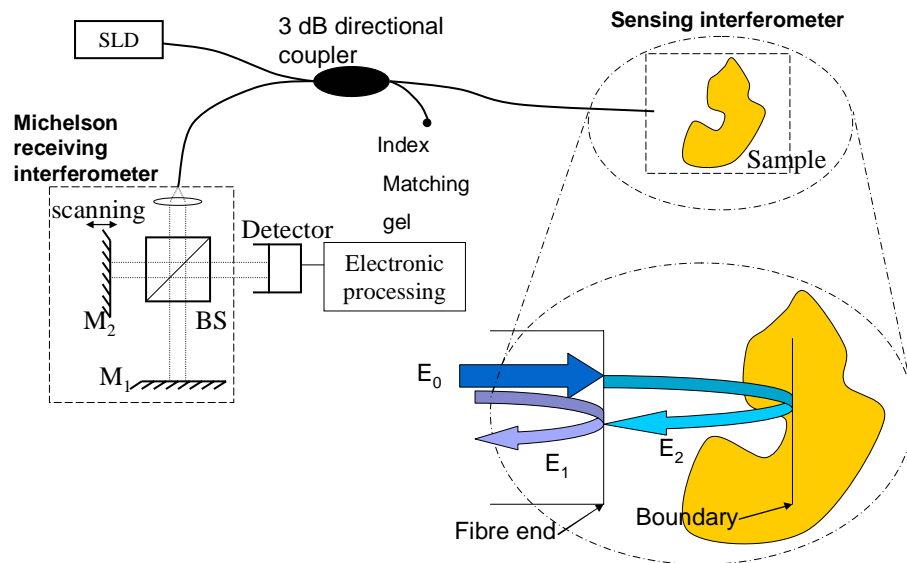 Sensing interferometer
SLD
3 dB directional
coupler
Michelson
receiving
interferometer
Index
Matching
gel
Sample
scanning
Detector
Electronic
processing
M2
BS
M1
E0
E1
E2
Fibre end
Boundary